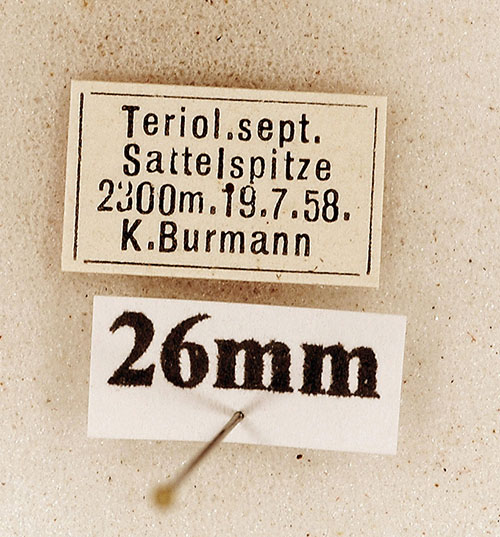 Teriol.sept.
Sattelspitze
2300m.19.7.58.
K.Burmann
26mm